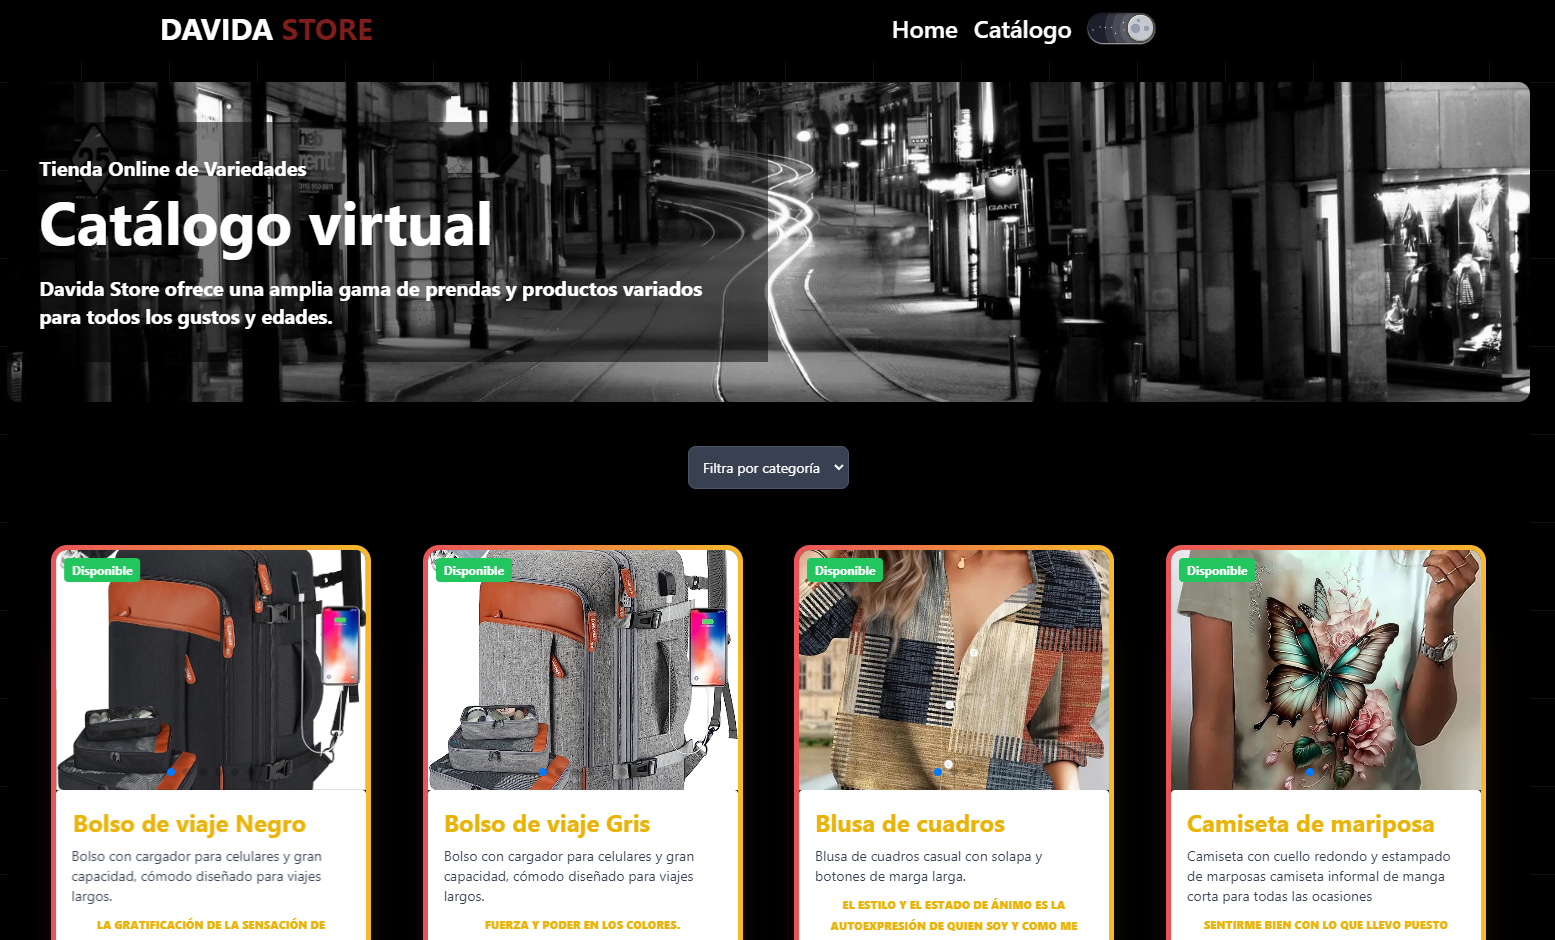 DAVIDA STORE
Home Catálogo
Tienda Online de Variedades
Catálogo virtual
Davida Store ofrece una amplia gama de prendas y productos variados
para todos los gustos y edades.
GANT
Filtra por categoría
Disponible
Bolso de viaje Negro
Bolso con cargador para celulares y gran
capacidad, cómodo diseñado para viajes
largos.
LA GRATIFICACIÓN DE LA SENSACIÓN DE
Disponible
Bolso de viaje Gris
Bolso con cargador para celulares y gran
capacidad, cómodo diseñado para viajes
largos.
FUERZA Y PODER EN LOS COLORES.
Disponible
Blusa de cuadros
Blusa de cuadros casual con solapa y
botones de marga larga.
EL ESTILO Y EL ESTADO DE ÁNIMO ES LA
AUTOEXPRESIÓN DE QUIEN SOY Y COMO ME
Disponible
Camiseta de mariposa
Camiseta con cuello redondo y estampado
de marposas camiseta informal de manga
corta para todas las ocasiones
SENTIRME BIEN CON LO QUE LLEVO PUESTO